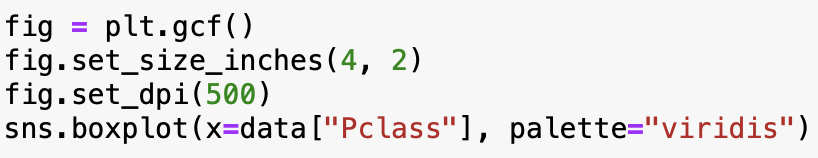 fig = plt.gcf()
fig.set_size_inches(4, 2)
fig.set_dpi(500)
sns.boxplot(x=data["Pclass"], palette="viridis")